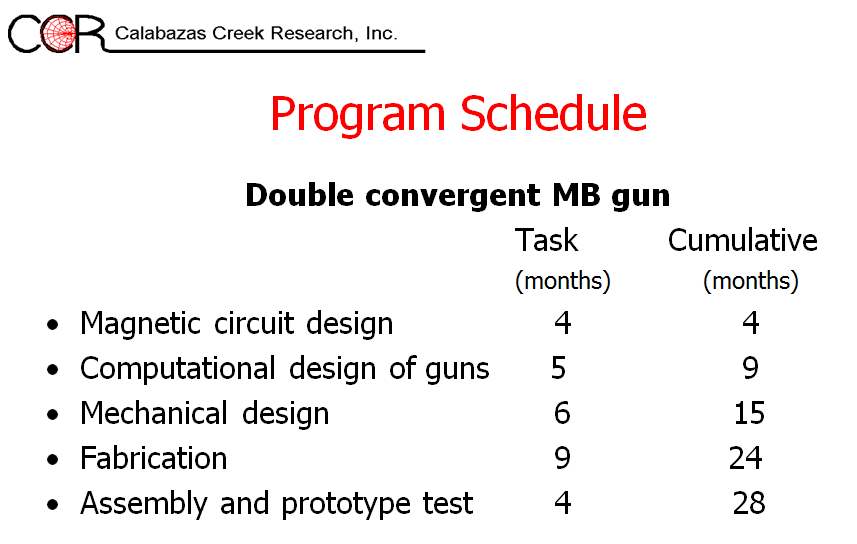 CCR Calabazas Creek Research, Inc.
Program Schedule
Double convergent MB gun
Task Cumulative
(months) (months)
• Magnetic circuit design 4 4
• Computational design of guns 5 9
• Mechanical design 6 15
• Fabrication 9 24
• Assembly and prototype test 4 28